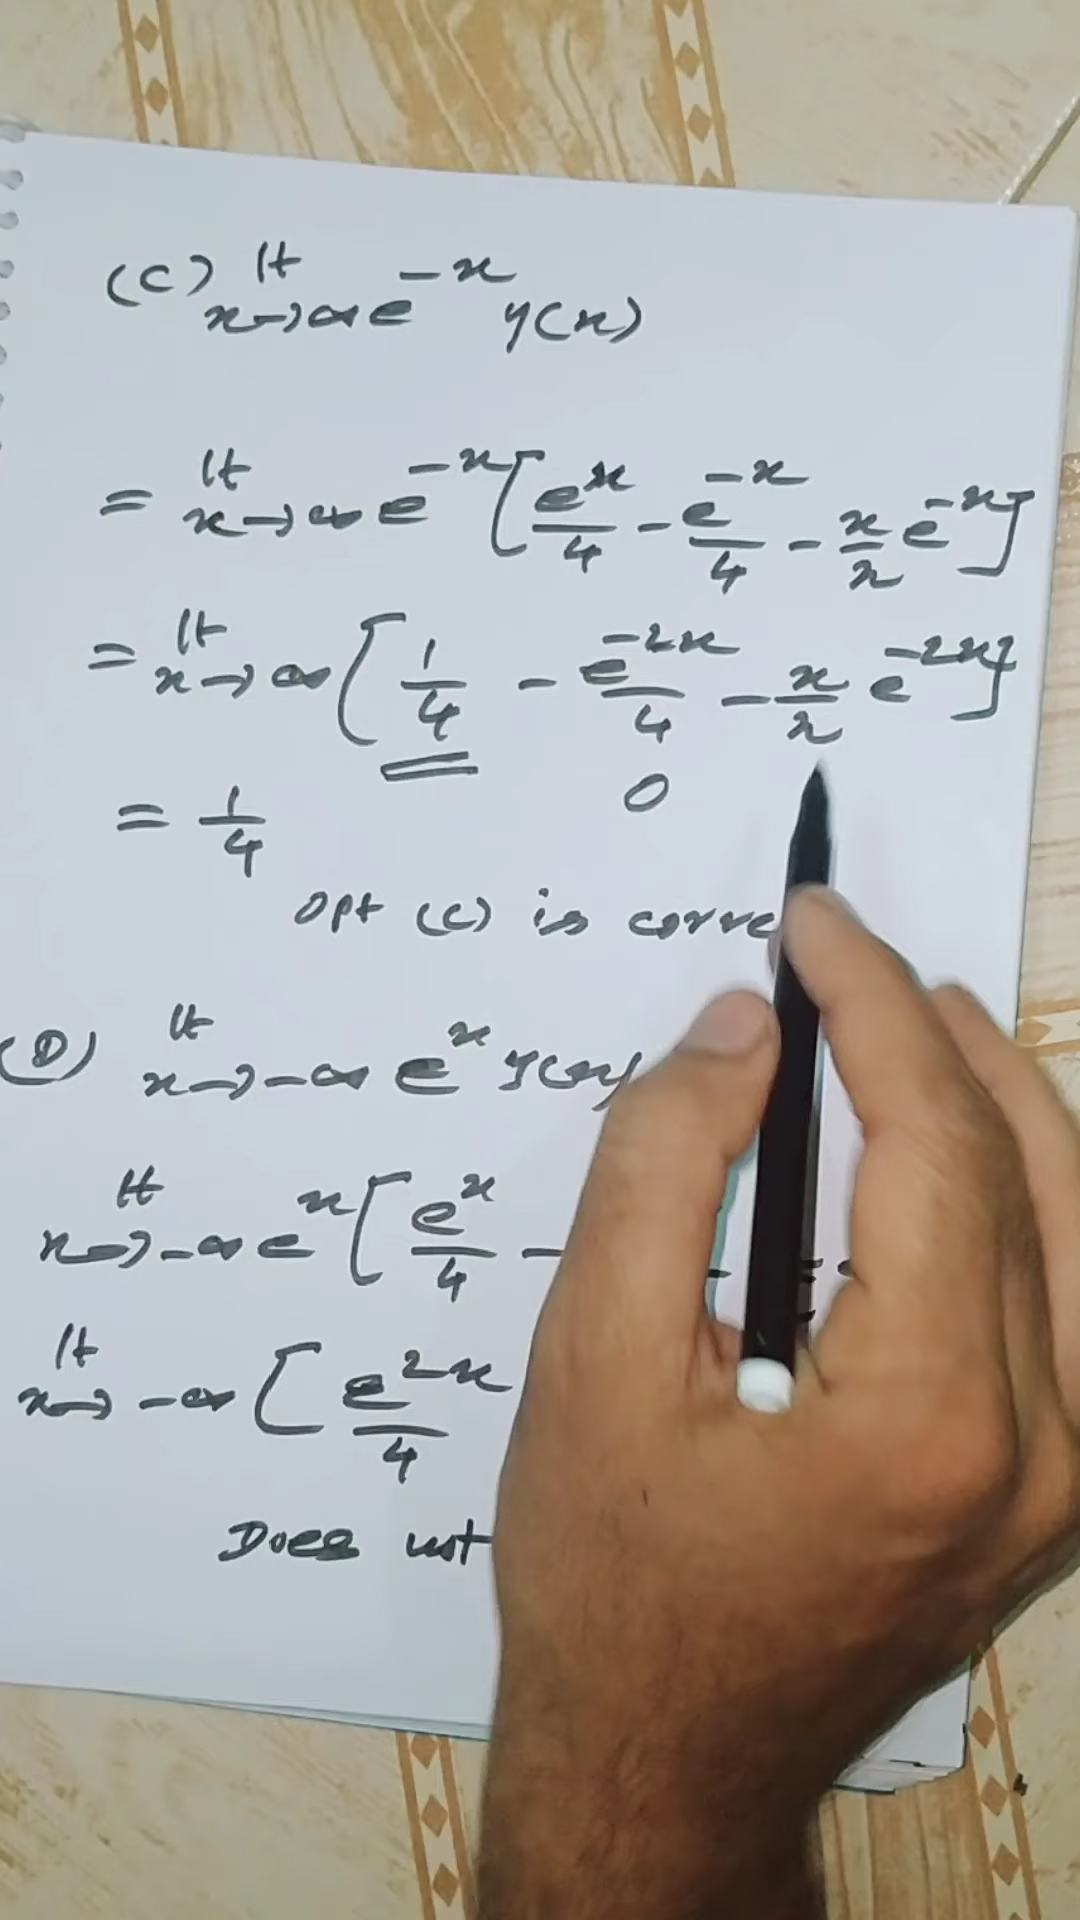 (C) lt x→∞ e^-x y(x)
= lt x→∞ e^-x [e^x/4 - e^-x/4 - x/2 e^-x]
= lt x→∞ [1/4 - e^-2x/4 - x/2 e^-2x]
0
= 1/4
opt (C) is corre
(D) lt x→-∞ e^x y(x)
lt x→-∞ e^x [e^x/4 -
lt x→-∞ [e^2x/4
Does not